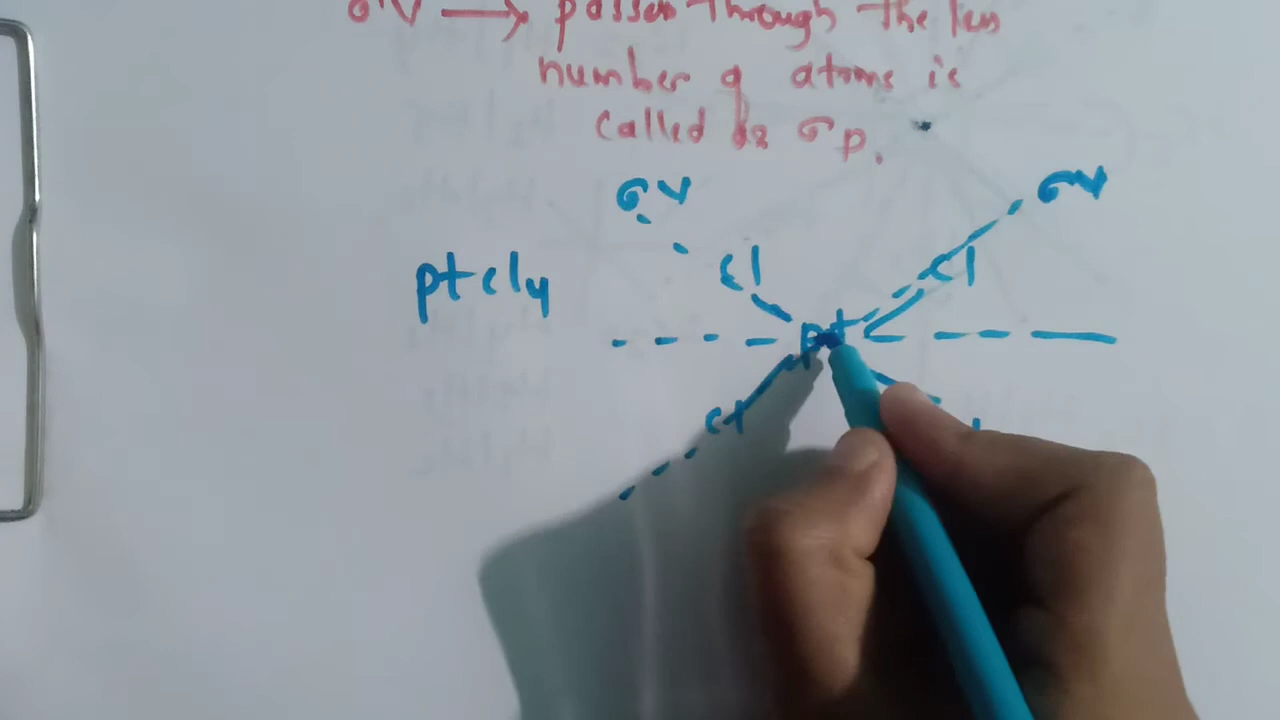 σV → passes through the less
number of atoms is
called as σp.
σV σV
ptcl4 cl cl
pt
cl